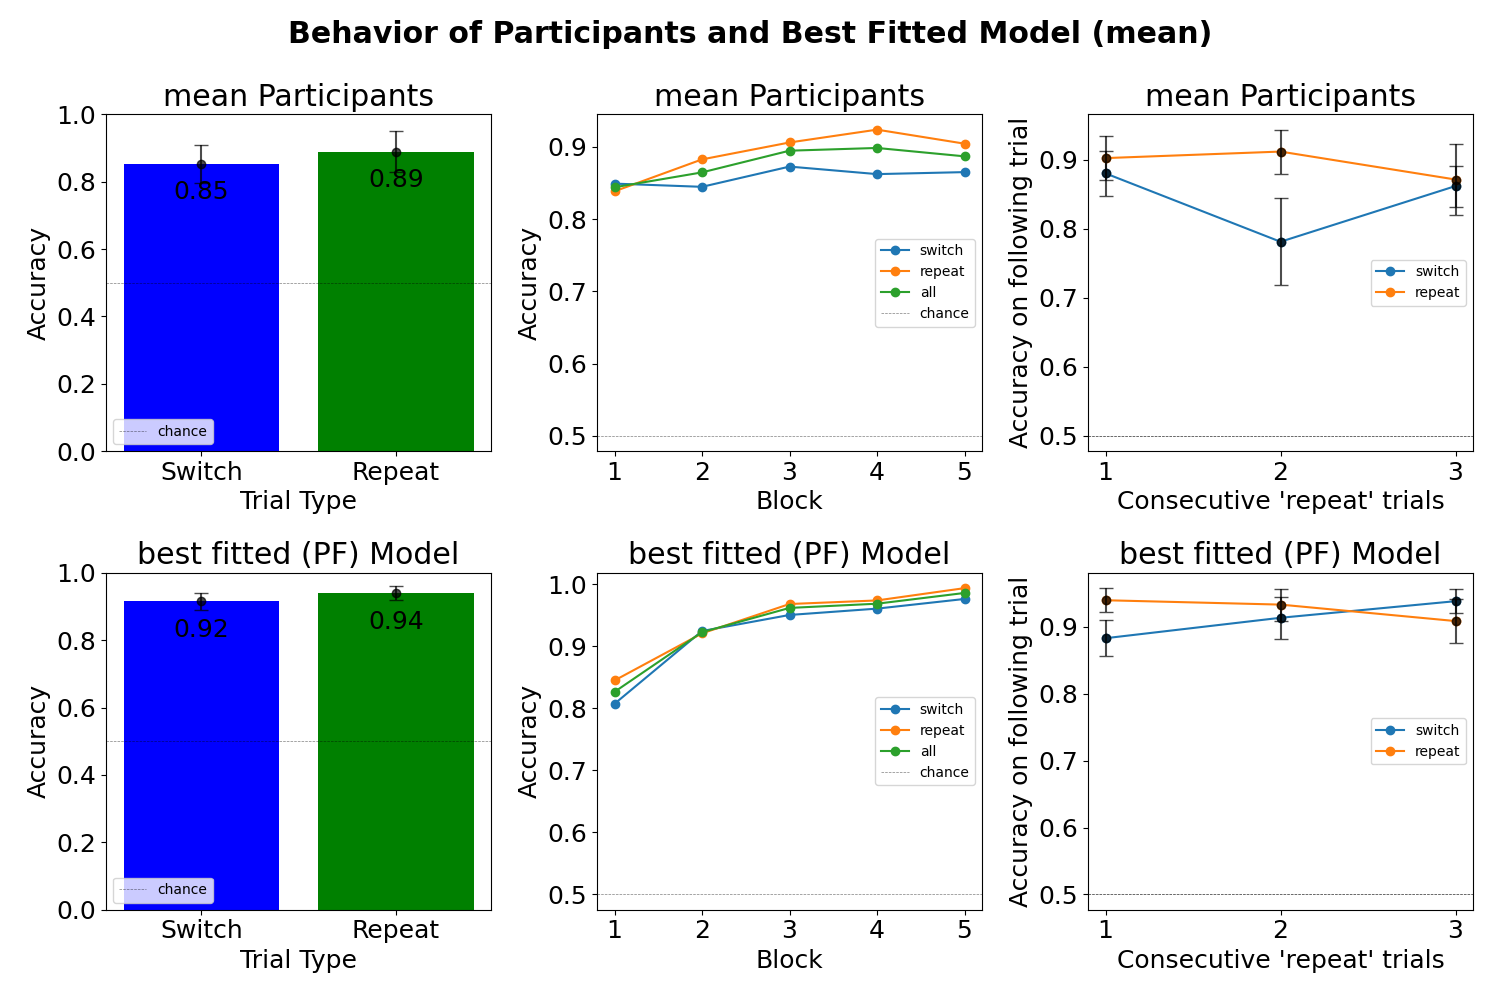 Behavior of Participants and Best Fitted Model (mean)
mean Participants
1.0
0.8
0.6
0.4
0.2
0.0
Accuracy
0.85
0.89
chance
Switch
Repeat
Trial Type
mean Participants
0.9
0.8
0.7
0.6
0.5
Accuracy
switch
repeat
all
chance
1 2 3 4 5
Block
mean Participants
0.9
0.8
0.7
0.6
0.5
Accuracy on following trial
switch
repeat
1 2 3
Consecutive 'repeat' trials
best fitted (PF) Model
1.0
0.8
0.6
0.4
0.2
0.0
Accuracy
0.92
0.94
chance
Switch
Repeat
Trial Type
best fitted (PF) Model
1.0
0.9
0.8
0.7
0.6
0.5
Accuracy
switch
repeat
all
chance
1 2 3 4 5
Block
best fitted (PF) Model
0.9
0.8
0.7
0.6
0.5
Accuracy on following trial
switch
repeat
1 2 3
Consecutive 'repeat' trials